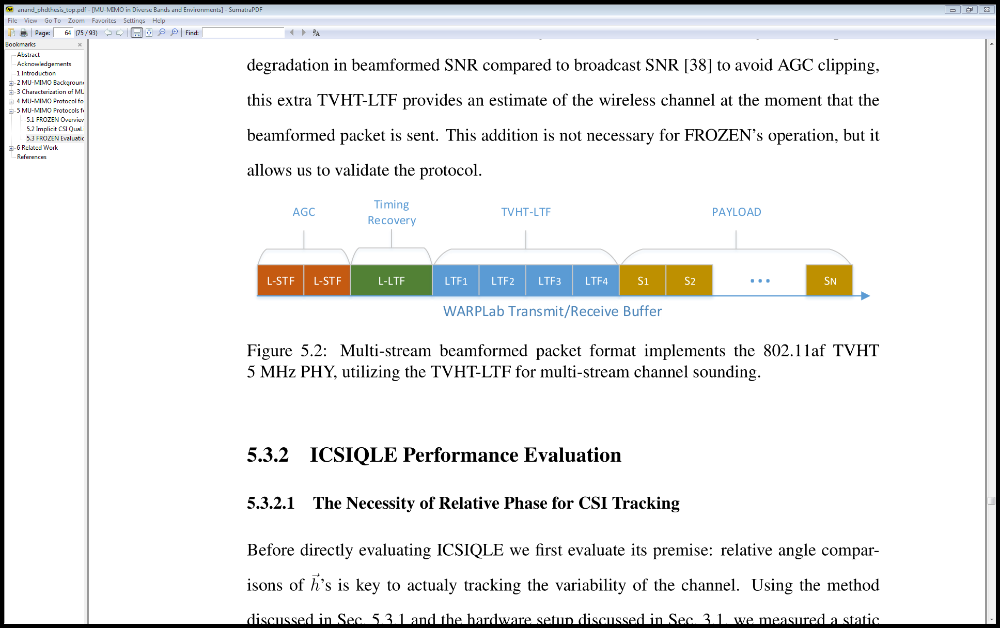 anand_phdthesis_top.pdf - [MU-MIMO in Diverse Bands and Environments] - SumatraPDF
File View Go To Zoom Favorites Settings Help
Page: 64 (75 / 93) Find:
Bookmarks
Abstract
Acknowledgements
1 Introduction
2 MU-MIMO Backgroun
3 Characterization of MU
4 MU-MIMO Protocol fo
5 MU-MIMO Protocols f
5.1 FROZEN Overview
5.2 Implicit CSI QuaL
5.3 FROZEN Evaluatio
6 Related Work
References
degradation in beamformed SNR compared to broadcast SNR [38] to avoid AGC clipping,
this extra TVHT-LTF provides an estimate of the wireless channel at the moment that the
beamformed packet is sent. This addition is not necessary for FROZEN's operation, but it
allows us to validate the protocol.
AGC
Timing
Recovery
TVHT-LTF
PAYLOAD
L-STF L-STF L-LTF LTF1 LTF2 LTF3 LTF4 S1 S2 ... SN
WARPLab Transmit/Receive Buffer
Figure 5.2: Multi-stream beamformed packet format implements the 802.11af TVHT
5 MHz PHY, utilizing the TVHT-LTF for multi-stream channel sounding.
5.3.2 ICSIQLE Performance Evaluation
5.3.2.1 The Necessity of Relative Phase for CSI Tracking
Before directly evaluating ICSIQLE we first evaluate its premise: relative angle compar-
isons of h⃗'s is key to actualy tracking the variability of the channel. Using the method
discussed in Sec. 5.3.1 and the hardware setup discussed in Sec. 3.1, we measured a static